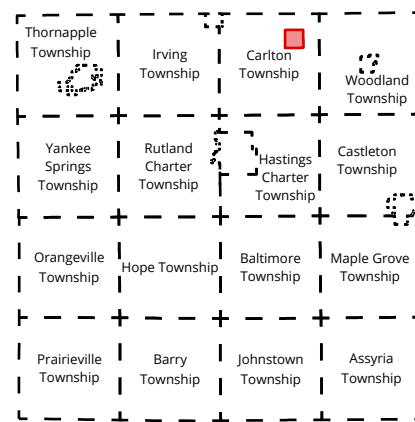 Thornapple
Township
Irving
Township
Carlton
Township
Woodland
Township
Yankee
Springs
Township
Rutland
Charter
Township
Hastings
Charter
Township
Castleton
Township
Orangeville
Township
Hope Township
Baltimore
Township
Maple Grove
Township
Prairieville
Township
Barry
Township
Johnstown
Township
Assyria
Township